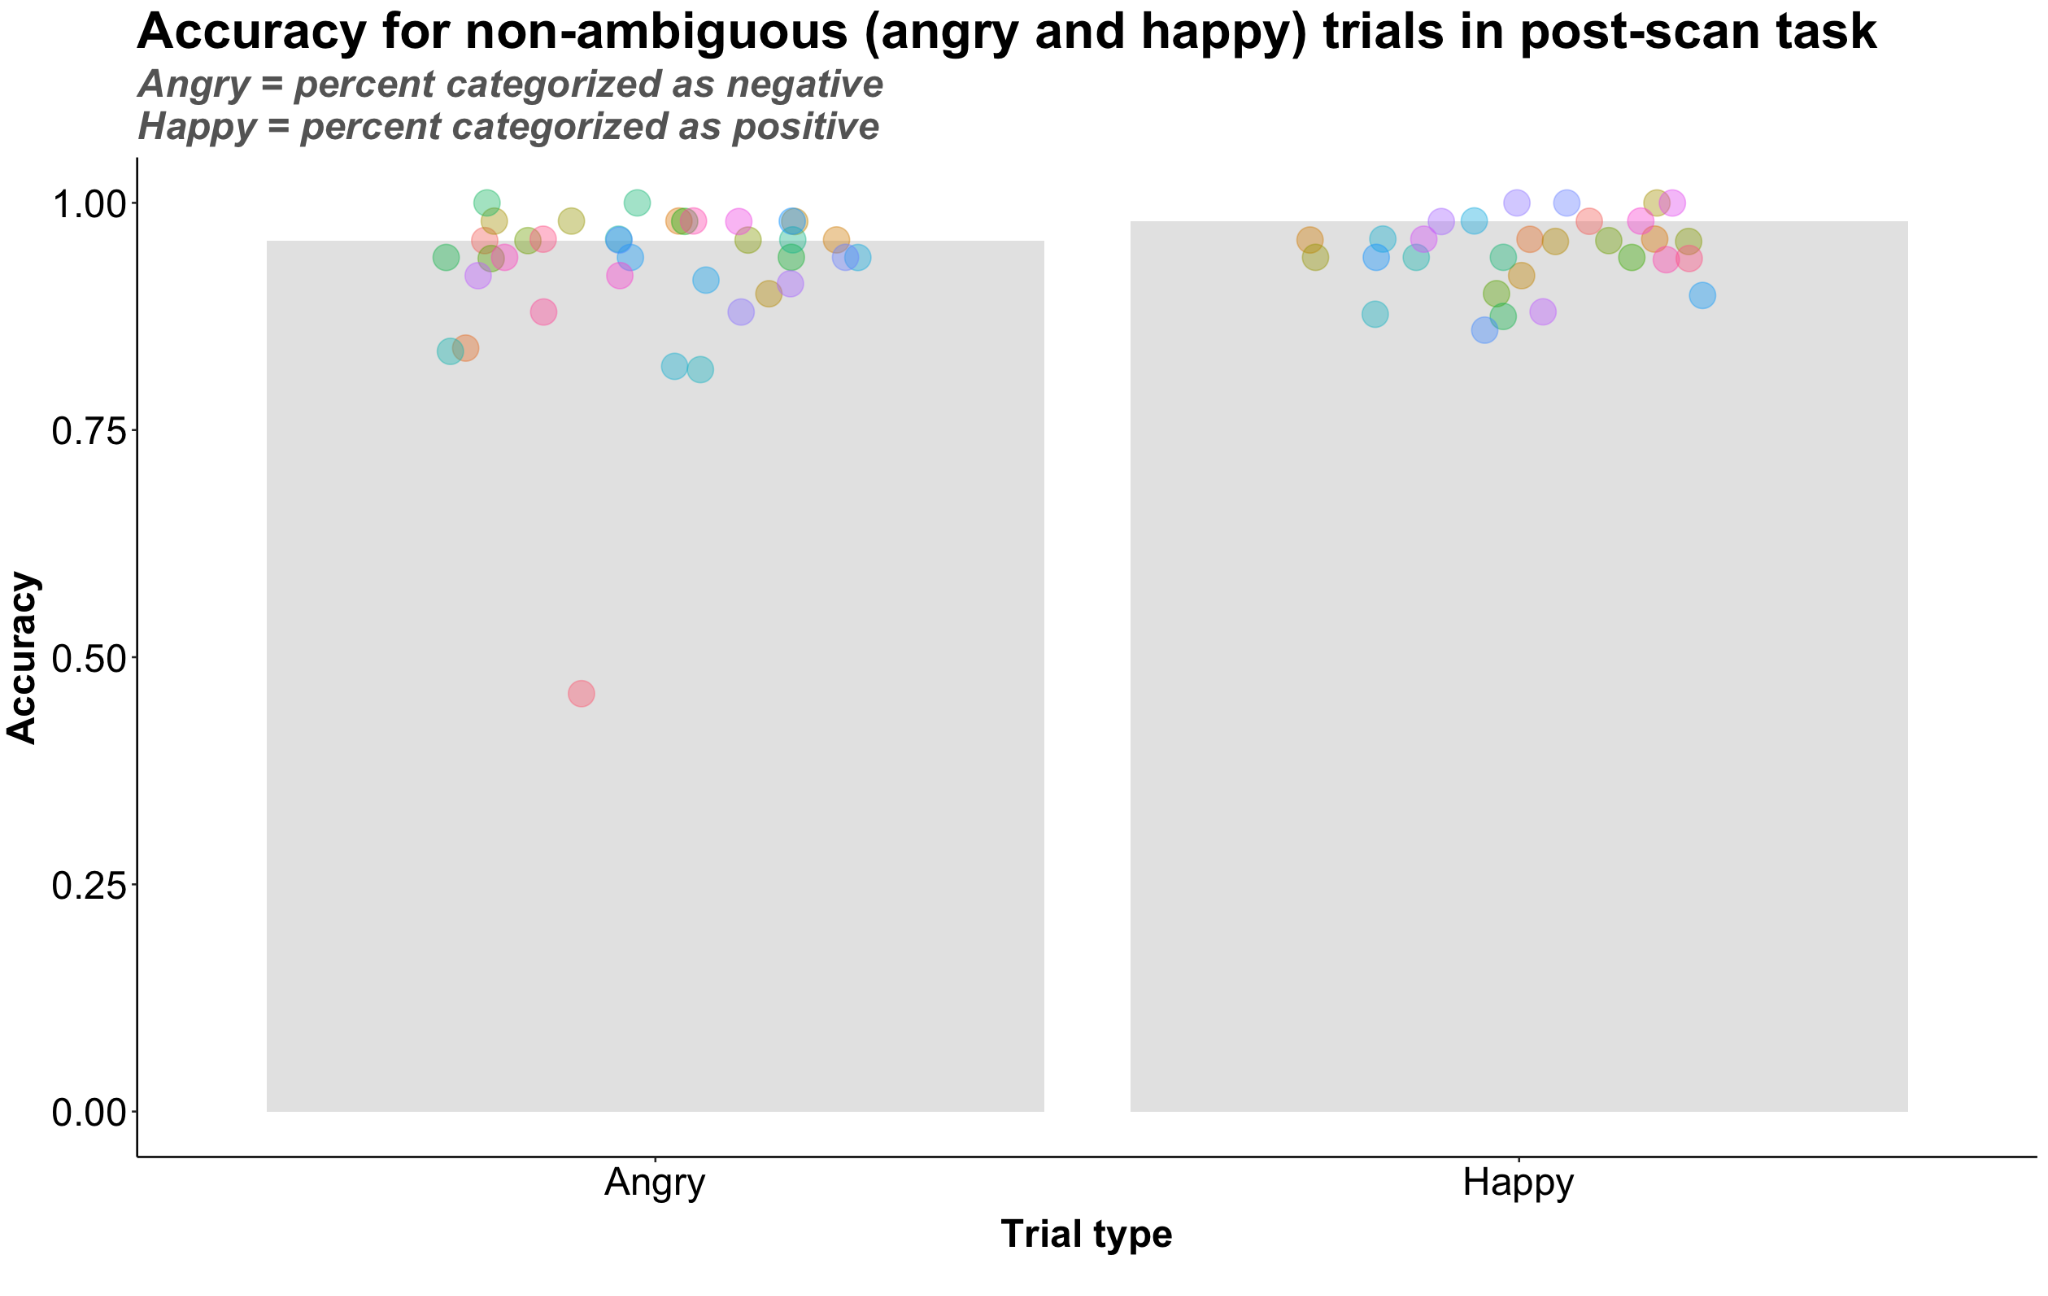 Accuracy for non-ambiguous (angry and happy) trials in post-scan task
Angry = percent categorized as negative
Happy = percent categorized as positive
1.00
0.75
0.50
0.25
0.00
Accuracy
Angry
Happy
Trial type